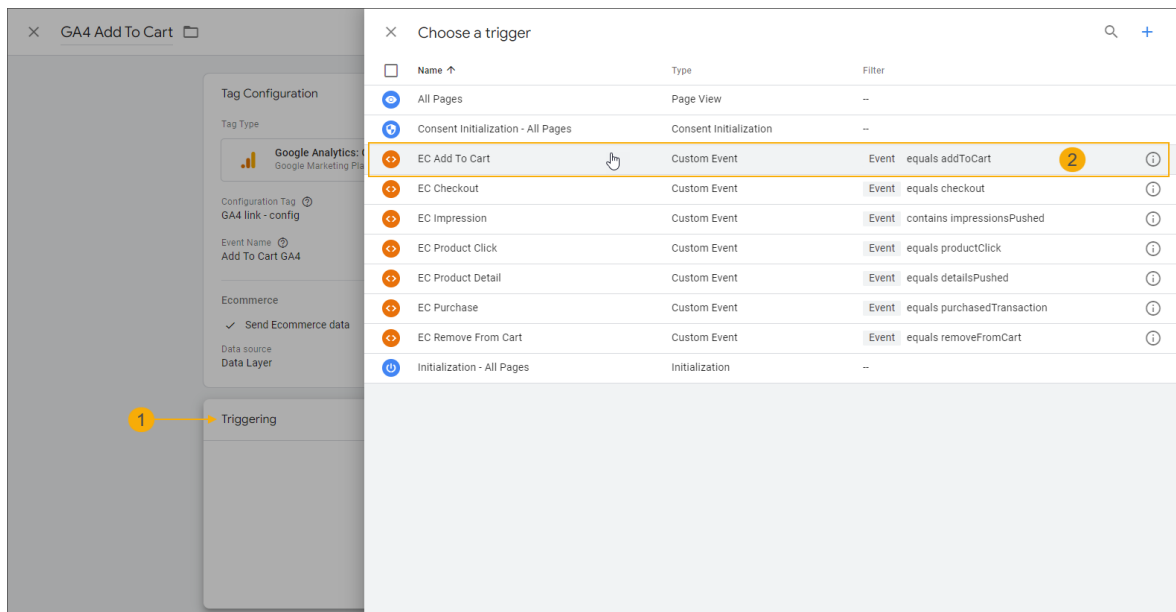 GA4 Add To Cart
Tag Configuration
Tag Type
Google Analytics:
Google Marketing
Configuration Tag
GA4 link - config
Event Name
Add To Cart GA4
Ecommerce
Send Ecommerce data
Data source
Data Layer
1
Triggering
Choose a trigger
Name Type Filter
All Pages Page View --
Consent Initialization - All Pages Consent Initialization --
EC Add To Cart Custom Event Event equals addToCart 2
EC Checkout Custom Event Event equals checkout
EC Impression Custom Event Event contains impressionsPushed
EC Product Click Custom Event Event equals productClick
EC Product Detail Custom Event Event equals detailsPushed
EC Purchase Custom Event Event equals purchasedTransaction
EC Remove From Cart Custom Event Event equals removeFromCart
Initialization - All Pages Initialization --